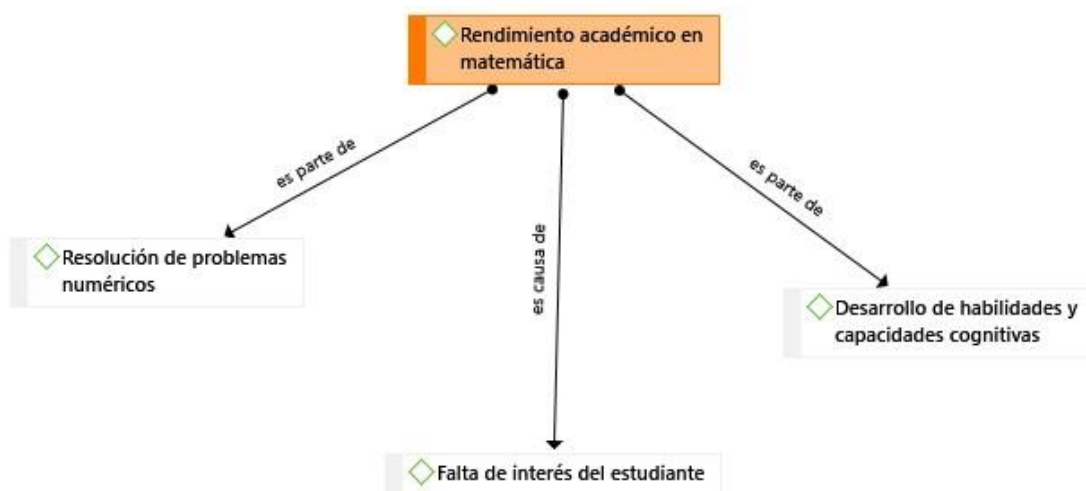 Rendimiento académico en
matemática
es parte de
es causa de
es parte de
Resolución de problemas
numéricos
Desarrollo de habilidades y
capacidades cognitivas
Falta de interés del estudiante